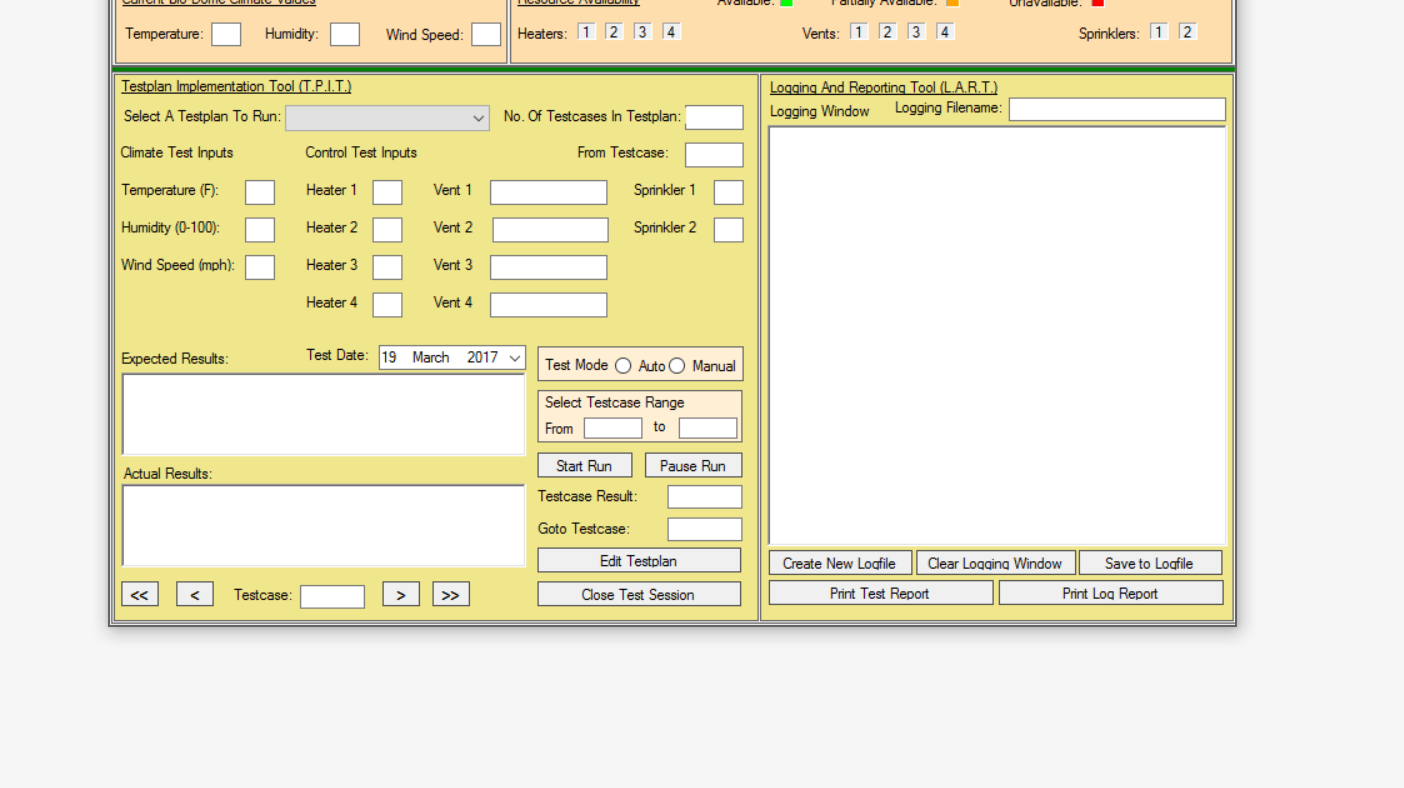 Current Bio-Dome Climate Values
Resource Availability Available: Partially Available: Unavailable:
Temperature: Humidity: Wind Speed:
Heaters: 1 2 3 4 Vents: 1 2 3 4 Sprinklers: 1 2
Testplan Implementation Tool (T.P.I.T.)
Select A Testplan To Run: No. Of Testcases In Testplan:
Climate Test Inputs Control Test Inputs From Testcase:
Temperature (F): Heater 1 Vent 1 Sprinkler 1
Humidity (0-100): Heater 2 Vent 2 Sprinkler 2
Wind Speed (mph): Heater 3 Vent 3
Heater 4 Vent 4
Expected Results: Test Date: 19 March 2017
Test Mode Auto Manual
Select Testcase Range
From to
Start Run Pause Run
Actual Results:
Testcase Result:
Goto Testcase:
Edit Testplan
<< < Testcase: > >>
Close Test Session
Logging And Reporting Tool (L.A.R.T.)
Logging Window Logging Filename:
Create New Logfile Clear Logging Window Save to Logfile
Print Test Report Print Log Report